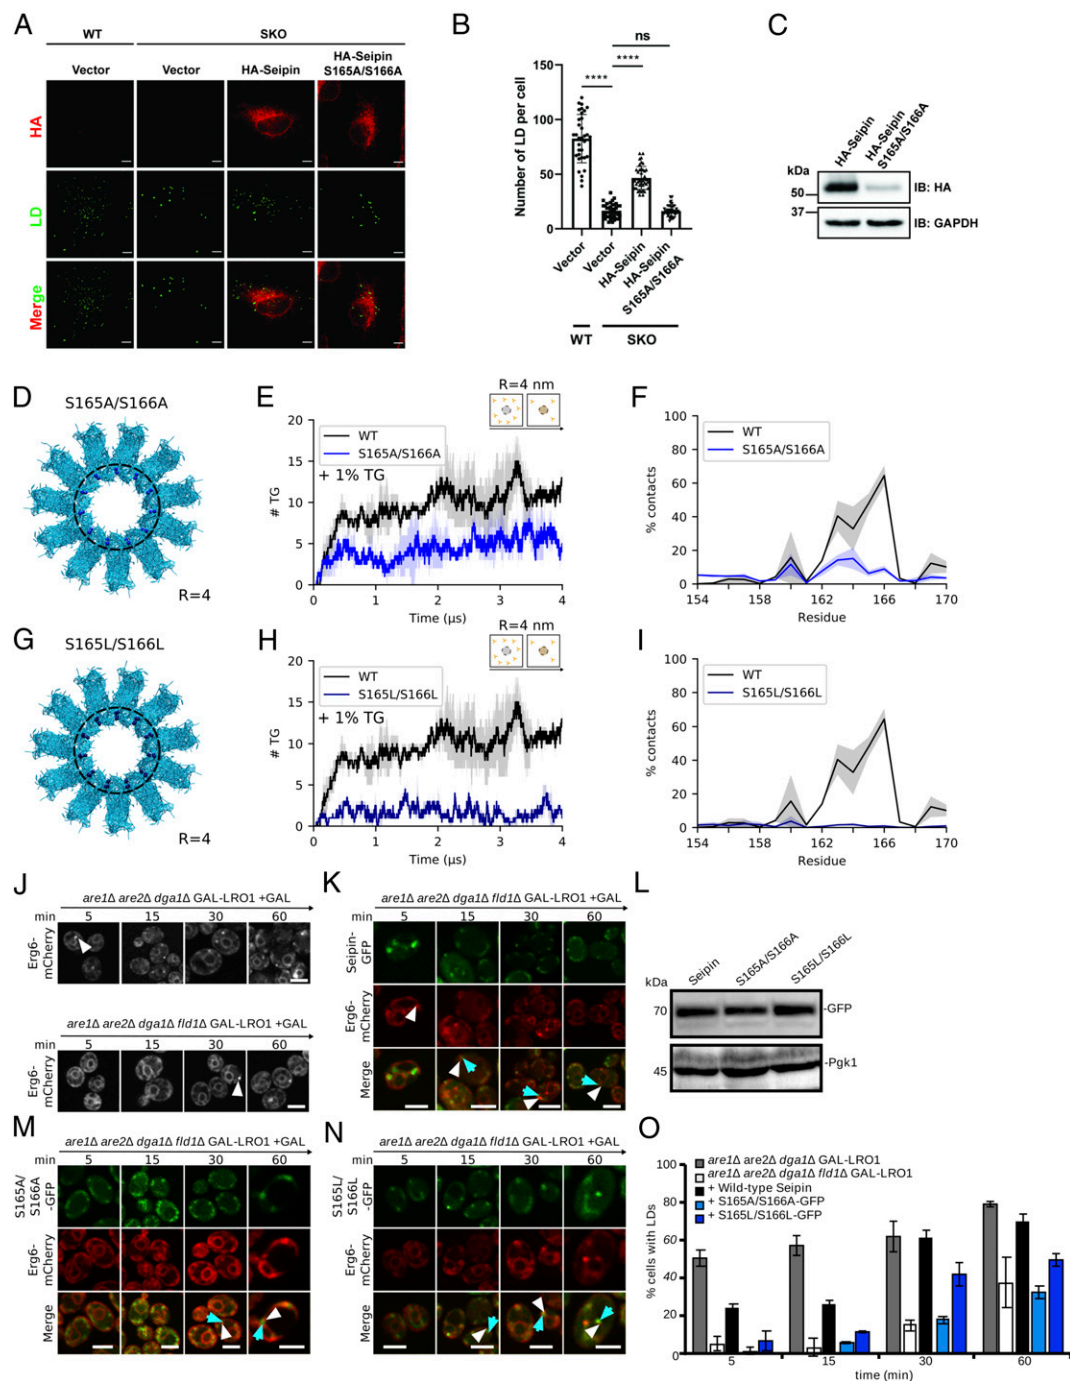 A
WT
SKO
Vector
Vector
HA-Seipin
HA-Seipin
S165A/S166A
HA
LD
Merge
B
ns
****
****
Number of LD per cell
150
100
50
0
Vector
Vector
HA-Seipin
HA-Seipin
S165A/S166A
WT
SKO
C
HA-Seipin
HA-Seipin
S165A/S166A
kDa
50
37
IB: HA
IB: GAPDH
D
S165A/S166A
R=4
E
R=4 nm
WT
S165A/S166A
+ 1% TG
# TG
20
15
10
5
0
0
1
2
3
4
Time (µs)
F
WT
S165A/S166A
% contacts
100
80
60
40
20
0
154
158
162
166
170
Residue
G
S165L/S166L
R=4
H
R=4 nm
WT
S165L/S166L
+ 1% TG
# TG
20
15
10
5
0
0
1
2
3
4
Time (µs)
I
WT
S165L/S166L
% contacts
100
80
60
40
20
0
154
158
162
166
170
Residue
J
are1Δ are2Δ dga1Δ GAL-LRO1 +GAL
min
5
15
30
60
Erg6-
mCherry
are1Δ are2Δ dga1Δ fld1Δ GAL-LRO1 +GAL
min
5
15
30
60
Erg6-
mCherry
K
are1Δ are2Δ dga1Δ fld1Δ GAL-LRO1 +GAL
min
5
15
30
60
Seipin-
GFP
Erg6-
mCherry
Merge
L
Seipin
S165A/S166A
S165L/S166L
kDa
70
-GFP
45
-Pgk1
M
are1Δ are2Δ dga1Δ fld1Δ GAL-LRO1 +GAL
min
5
15
30
60
S165A/
S166A
-GFP
Erg6-
mCherry
Merge
N
are1Δ are2Δ dga1Δ fld1Δ GAL-LRO1 +GAL
min
5
15
30
60
S165L/
S166L
-GFP
Erg6-
mCherry
Merge
O
are1Δ are2Δ dga1Δ GAL-LRO1
are1Δ are2Δ dga1Δ fld1Δ GAL-LRO1
+ Wild-type Seipin
+ S165A/S166A-GFP
+ S165L/S166L-GFP
% cells with LDs
100
80
60
40
20
0
5
15
30
60
time (min)